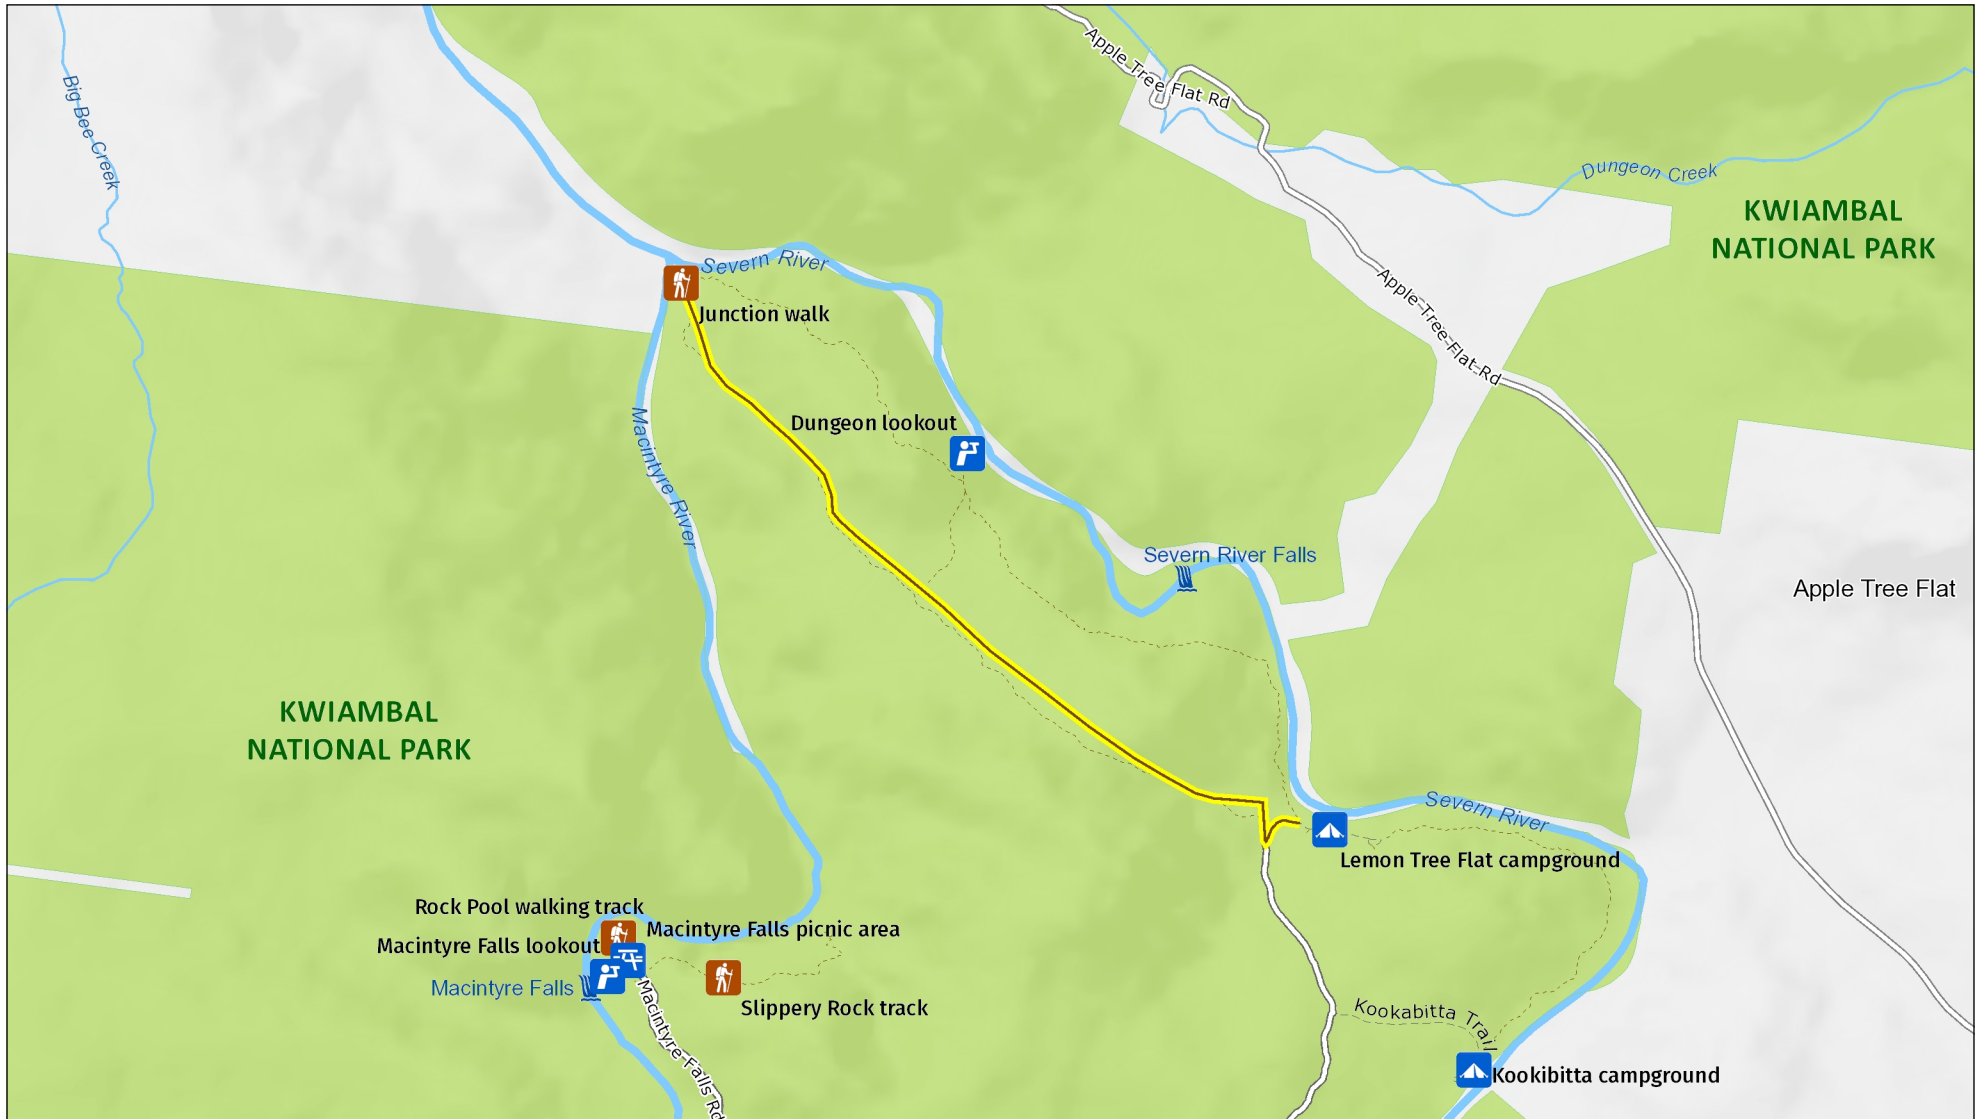 Apple Tree Flat Rd
Big Bee Creek
Dungeon Creek
KWIAMBAL
NATIONAL PARK
Severn River
Junction walk
Apple Tree Flat Rd
Dungeon lookout
Macintyre River
Severn River Falls
Apple Tree Flat
KWIAMBAL
NATIONAL PARK
Severn River
Lemon Tree Flat campground
Rock Pool walking track
Macintyre Falls picnic area
Macintyre Falls lookout
Macintyre Falls
Slippery Rock track
Macintyre Falls Rd
Kookabitta Trail
Kookibitta campground